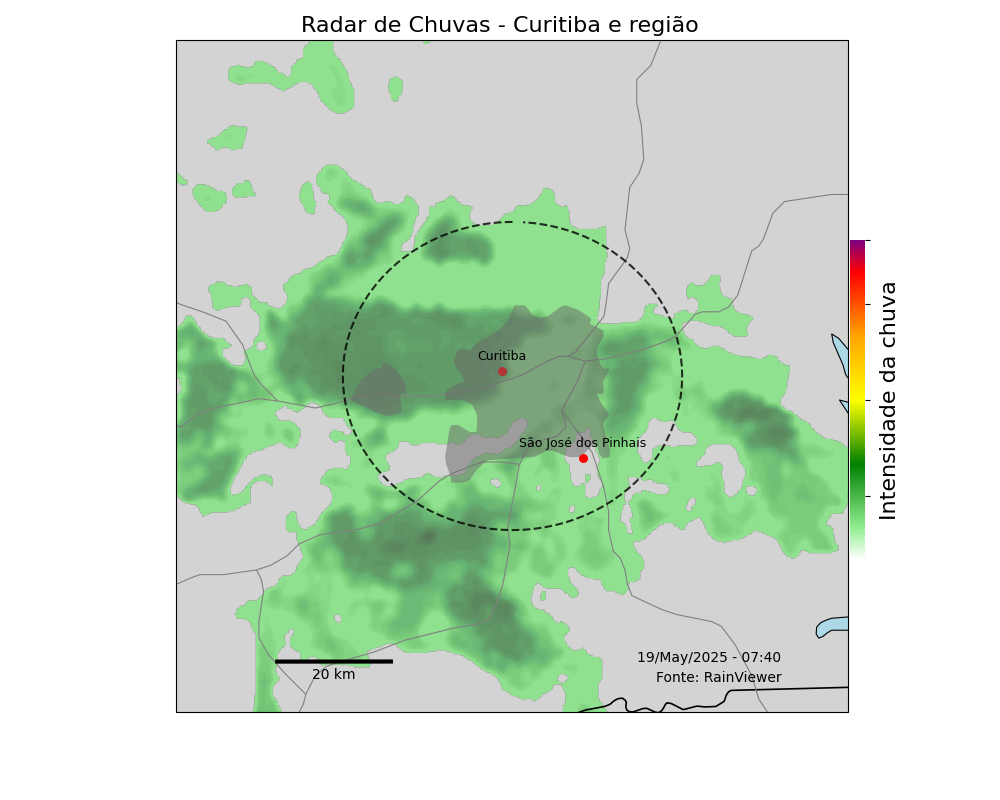 Radar de Chuvas - Curitiba e região
Curitiba
São José dos Pinhais
Intensidade da chuva
19/May/2025 - 07:40
Fonte: RainViewer
20 km